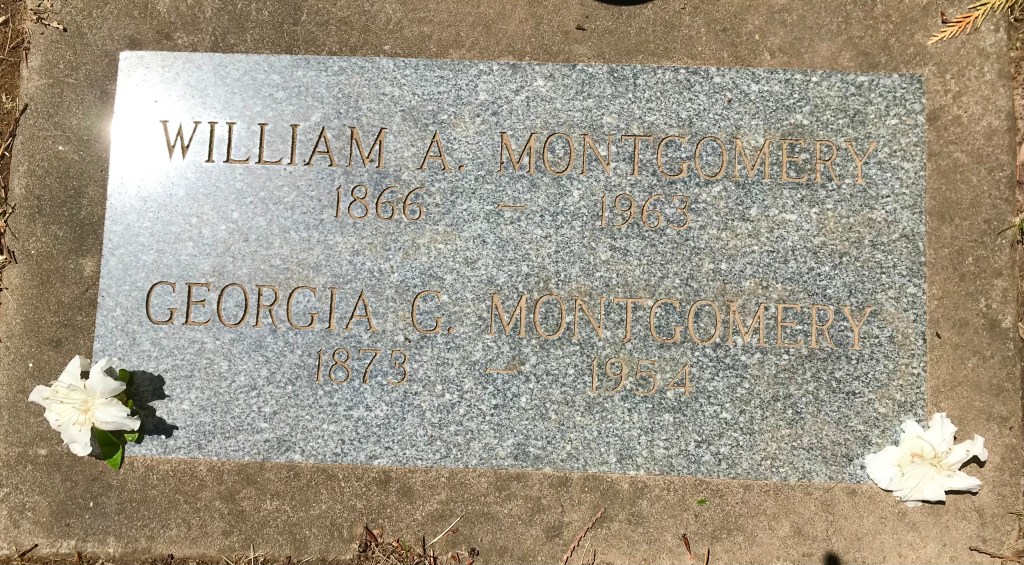 WILLIAM A. MONTGOMERY
1866 – 1963
GEORGIA G. MONTGOMERY
1873 – 1954